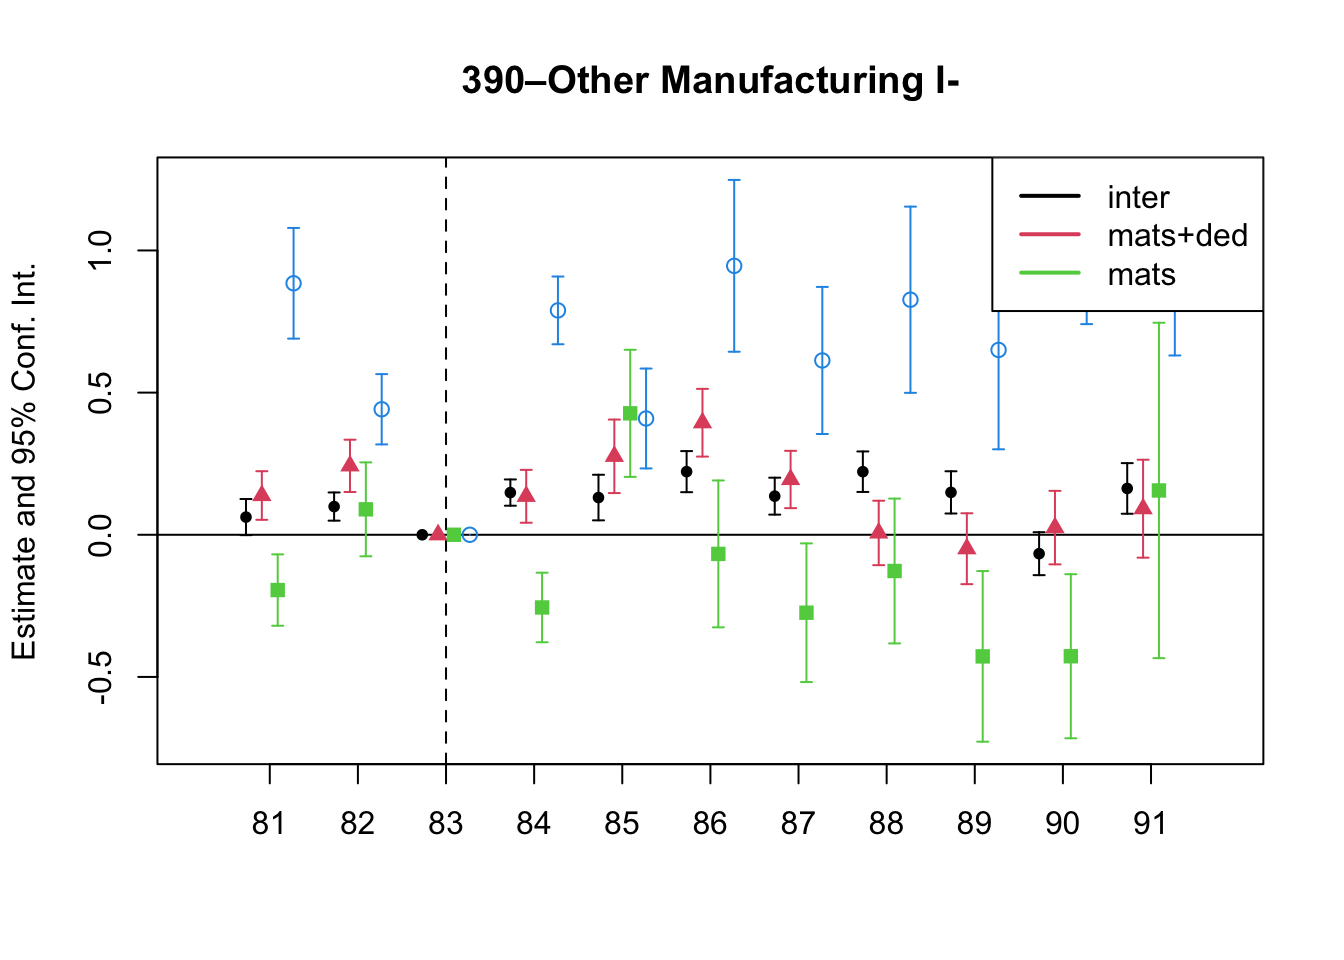 390–Other Manufacturing I-
Estimate and 95% Conf. Int.
1.0
0.5
0.0
-0.5
inter
mats+ded
mats
81 82 83 84 85 86 87 88 89 90 91